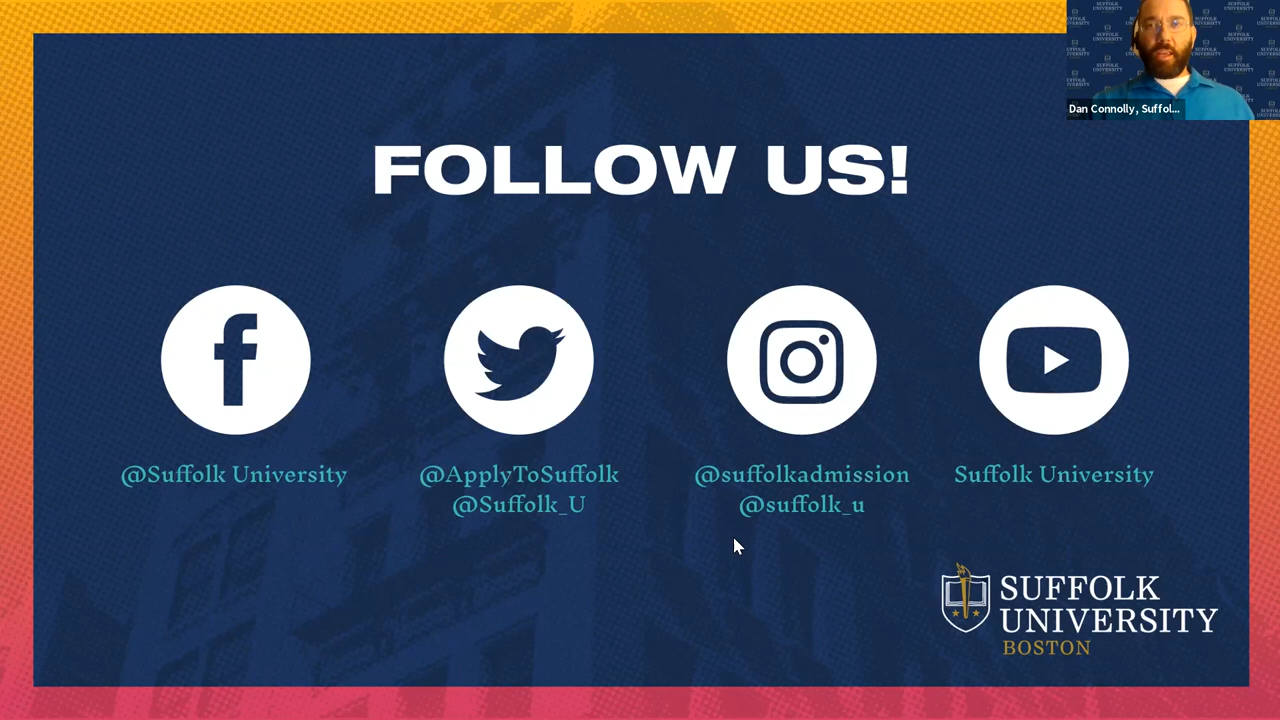 Dan Connolly, Suffol...
FOLLOW US!
@Suffolk University
@ApplyToSuffolk
@Suffolk_U
@suffolkadmission
@suffolk_u
Suffolk University
SUFFOLK
UNIVERSITY
BOSTON